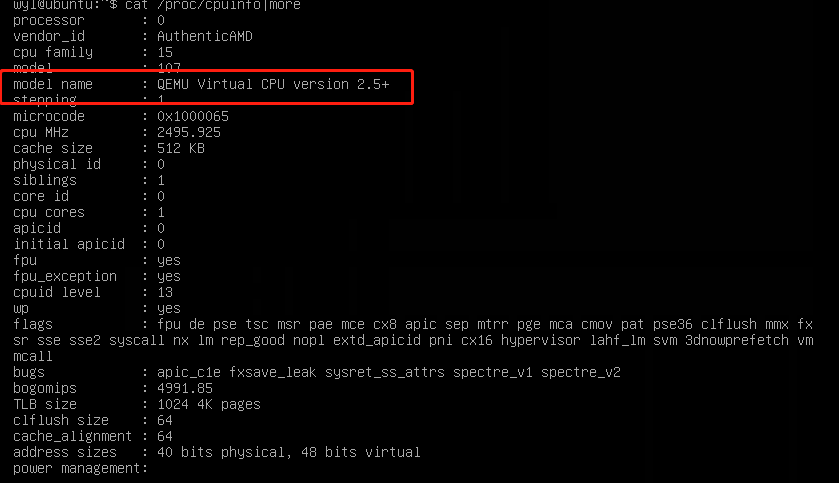 wyl@ubuntu:~$ cat /proc/cpuinfo|more
processor : 0
vendor_id : AuthenticAMD
cpu family : 15
model : 107
model name : QEMU Virtual CPU version 2.5+
stepping : 1
microcode : 0x1000065
cpu MHz : 2495.925
cache size : 512 KB
physical id : 0
siblings : 1
core id : 0
cpu cores : 1
apicid : 0
initial apicid : 0
fpu : yes
fpu_exception : yes
cpuid level : 13
wp : yes
flags : fpu de pse tsc msr pae mce cx8 apic sep mtrr pge mca cmov pat pse36 clflush mmx fx
sr sse sse2 syscall nx lm rep_good nopl extd_apicid pni cx16 hypervisor lahf_lm svm 3dnowprefetch vm
mcall
bugs : apic_c1e fxsave_leak sysret_ss_attrs spectre_v1 spectre_v2
bogomips : 4991.85
TLB size : 1024 4K pages
clflush size : 64
cache_alignment : 64
address sizes : 40 bits physical, 48 bits virtual
power management: